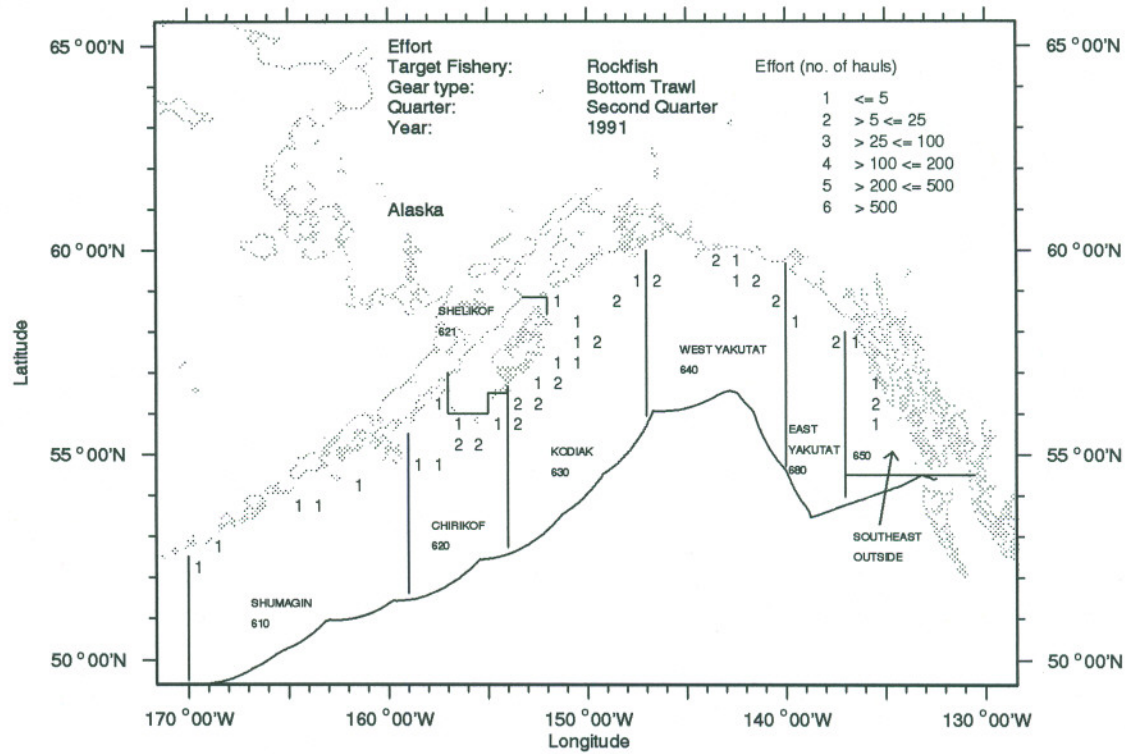 Effort
Target Fishery: Rockfish
Gear type: Bottom Trawl
Quarter: Second Quarter
Year: 1991
Effort (no. of hauls)
1 <= 5
2 > 5 <= 25
3 > 25 <= 100
4 > 100 <= 200
5 > 200 <= 500
6 > 500
65 °00'N 65 °00'N
Alaska
60 °00'N 60 °00'N
2 1
1 2 1 2
SHELIKOF 1 2 2
621 1 1
1 2 2 1
WEST YAKUTAT
1 1
640
1 2 1
1 2 2 2
1 1 2 1
EAST
2 2 YAKUTAT
KODIAK 680 650
630
55 °00'N 55 °00'N
1 1
1
1 1
CHIRIKOF
620
SOUTHEAST
OUTSIDE
1
1
SHUMAGIN
610
50 °00'N 50 °00'N
170 °00'W 160 °00'W 150 °00'W 140 °00'W 130 °00'W
Longitude
Latitude